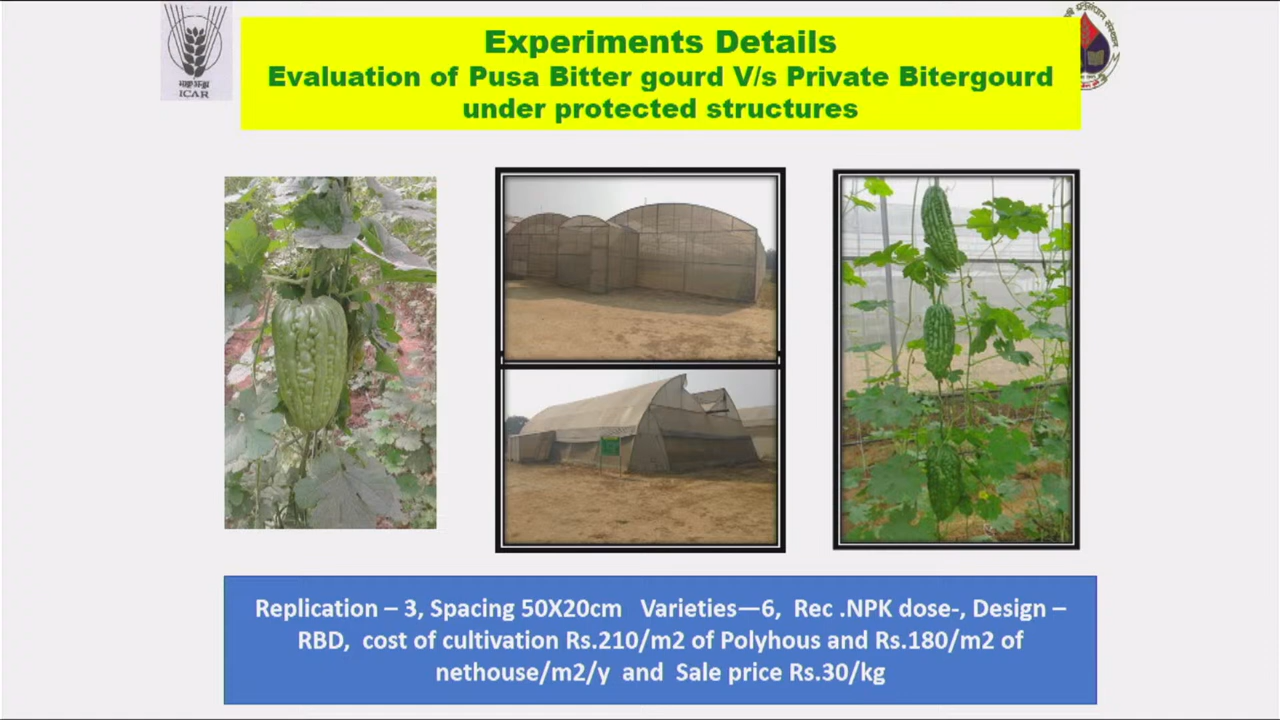 Experiments Details
Evaluation of Pusa Bitter gourd V/s Private Bitergourd
under protected structures
ICAR
Replication – 3, Spacing 50X20cm   Varieties—6,  Rec .NPK dose-, Design –
RBD,  cost of cultivation Rs.210/m2 of Polyhous and Rs.180/m2 of
nethouse/m2/y  and  Sale price Rs.30/kg